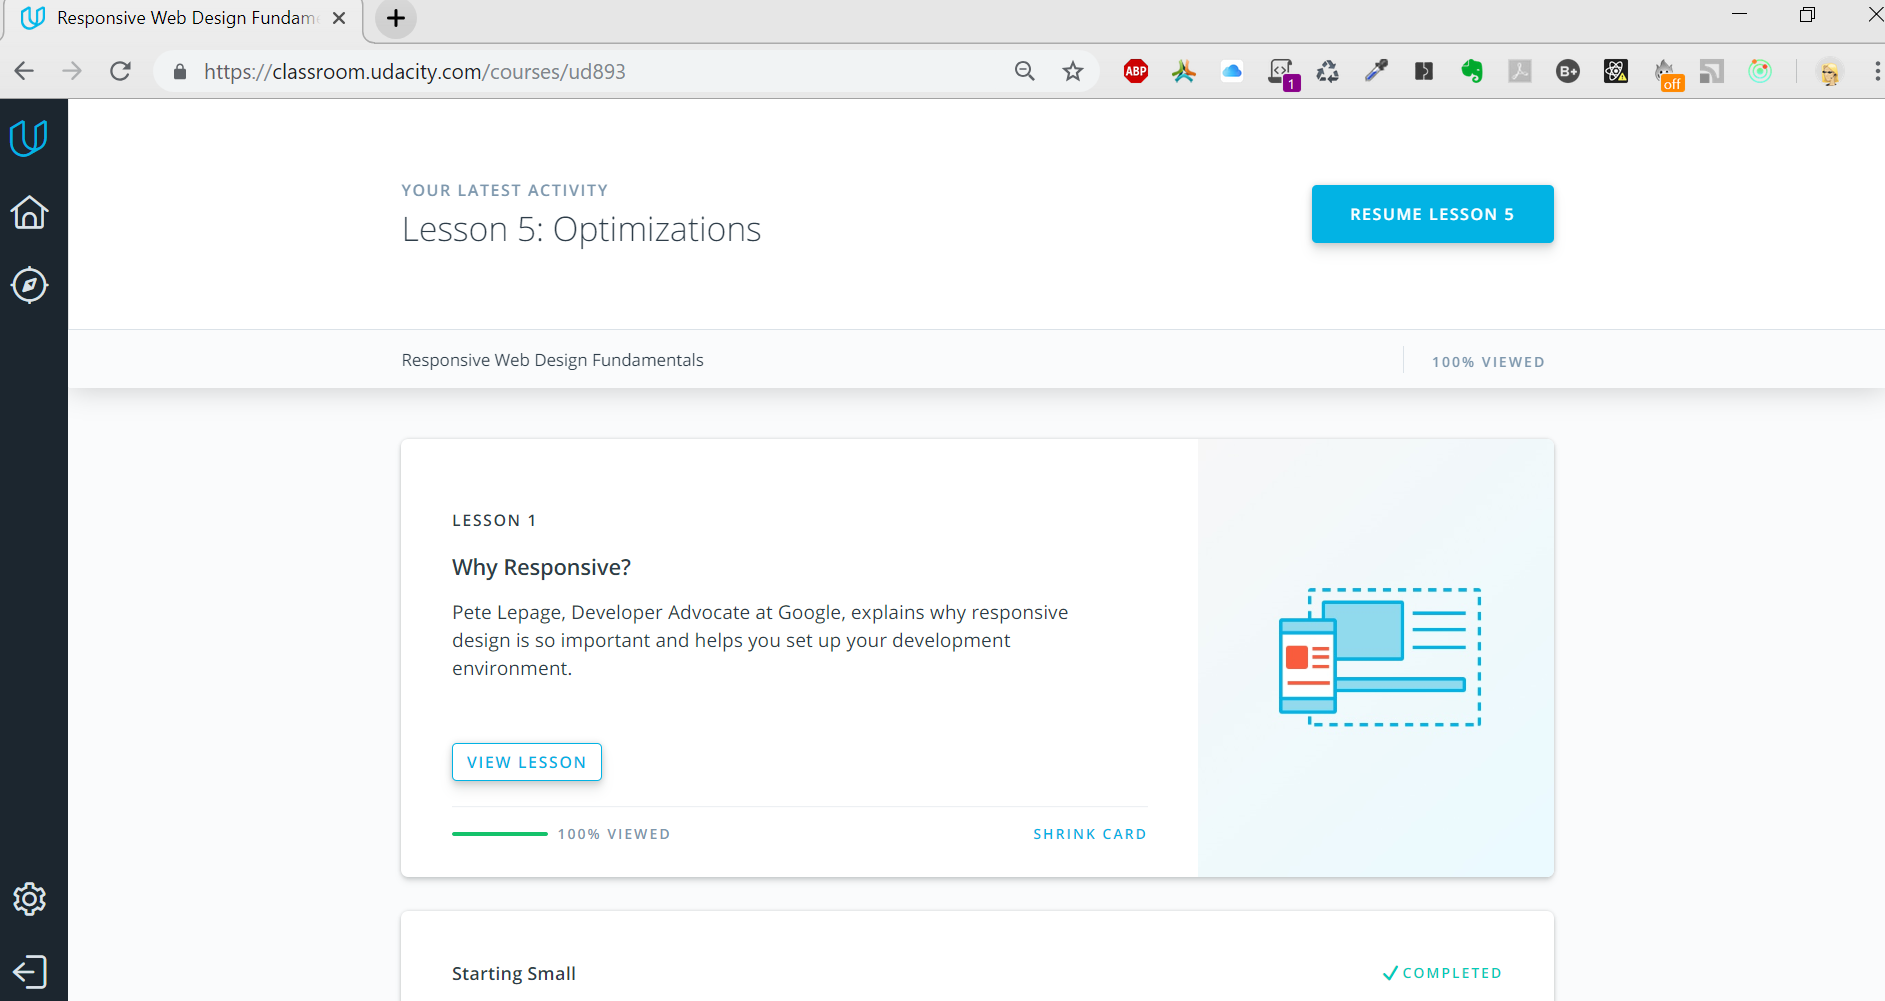 Responsive Web Design Fundam
https://classroom.udacity.com/courses/ud893
ABP
1
B+
off
YOUR LATEST ACTIVITY
Lesson 5: Optimizations
RESUME LESSON 5
Responsive Web Design Fundamentals
100% VIEWED
LESSON 1
Why Responsive?
Pete Lepage, Developer Advocate at Google, explains why responsive
design is so important and helps you set up your development
environment.
VIEW LESSON
100% VIEWED
SHRINK CARD
Starting Small
COMPLETED